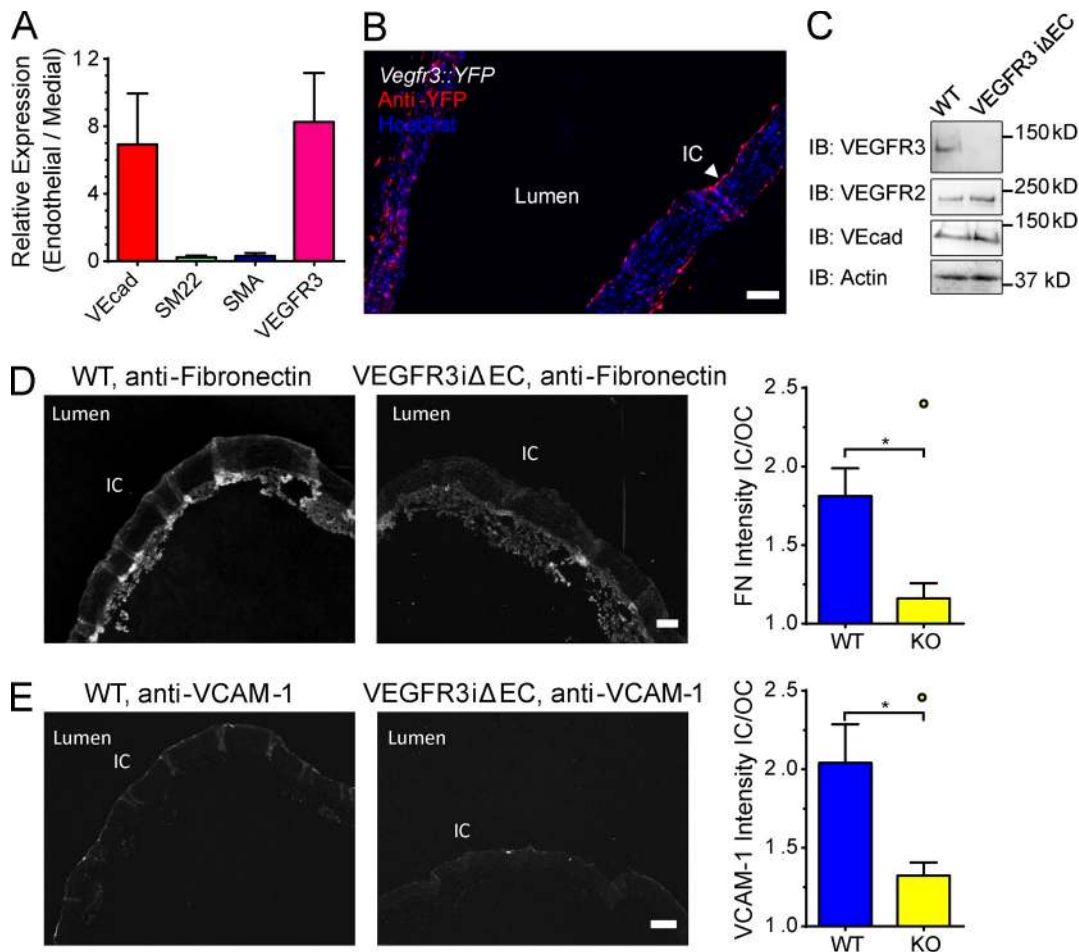 A
Relative Expression
(Endothelial / Medial)
12
8
4
0
VEcad
SM22
SMA
VEGFR3
B
Vegfr3::YFP
Anti-YFP
Hoechst
IC
Lumen
C
WT
VEGFR3 iΔEC
IB: VEGFR3
150 kD
IB: VEGFR2
250 kD
150 kD
IB: VEcad
IB: Actin
37 kD
D
WT, anti-Fibronectin
Lumen
IC
VEGFR3iΔEC, anti-Fibronectin
Lumen
IC
FN Intensity IC/OC
2.5
2.0
1.5
1.0
*
WT
KO
E
WT, anti-VCAM-1
Lumen
IC
VEGFR3iΔEC, anti-VCAM-1
Lumen
IC
VCAM-1 Intensity IC/OC
2.5
2.0
1.5
1.0
*
WT
KO